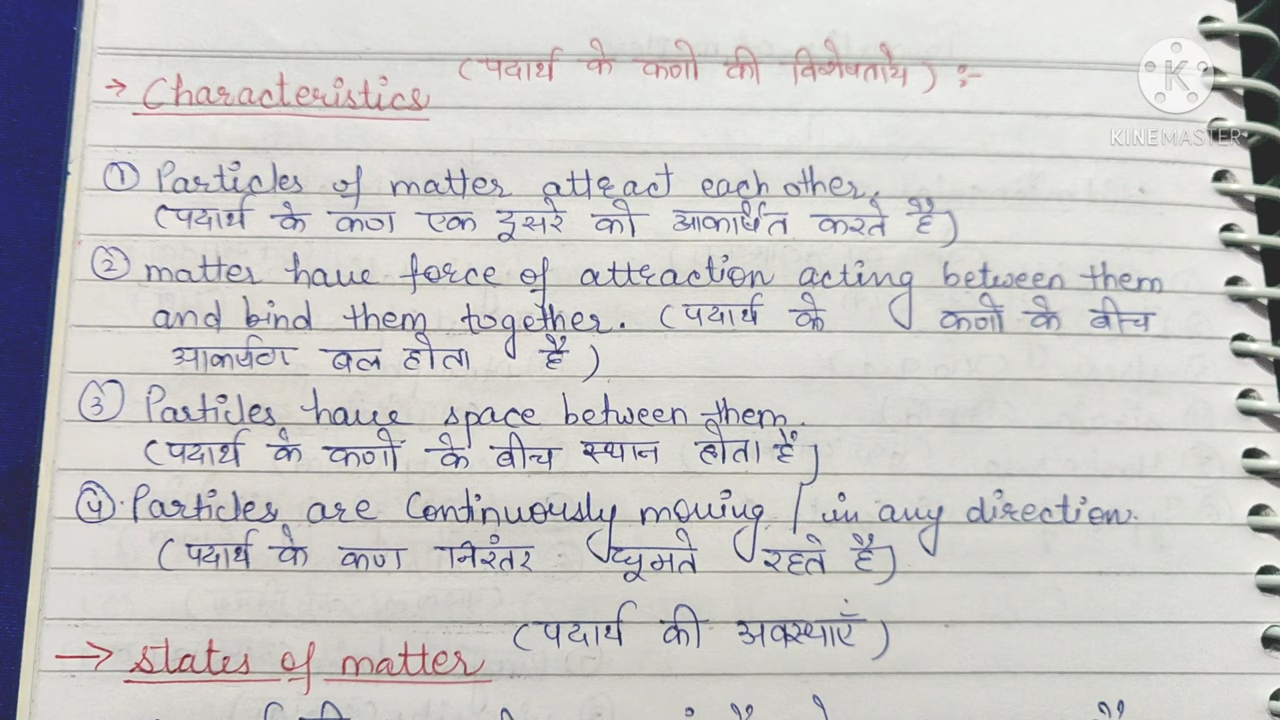 (पदार्थ के कणो की विशेषताये) :-
→ Characteristics
KINEMASTER
① Particles of matter attract each other.
(पदार्थ के कण एक दूसरे को आकर्षित करते है)
② matter have force of attraction acting between them
and bind them together. (पदार्थ के कणो के बीच
आकर्षण बल होता है)
③ Particles have space between them.
(पदार्थ के कणो के बीच स्थान होता है)
④ Particles are Continuously moving / in any direction.
(पदार्थ के कण निरंतर घूमते रहते है)
(पदार्थ की अवस्थाएँ)
→ states of matter